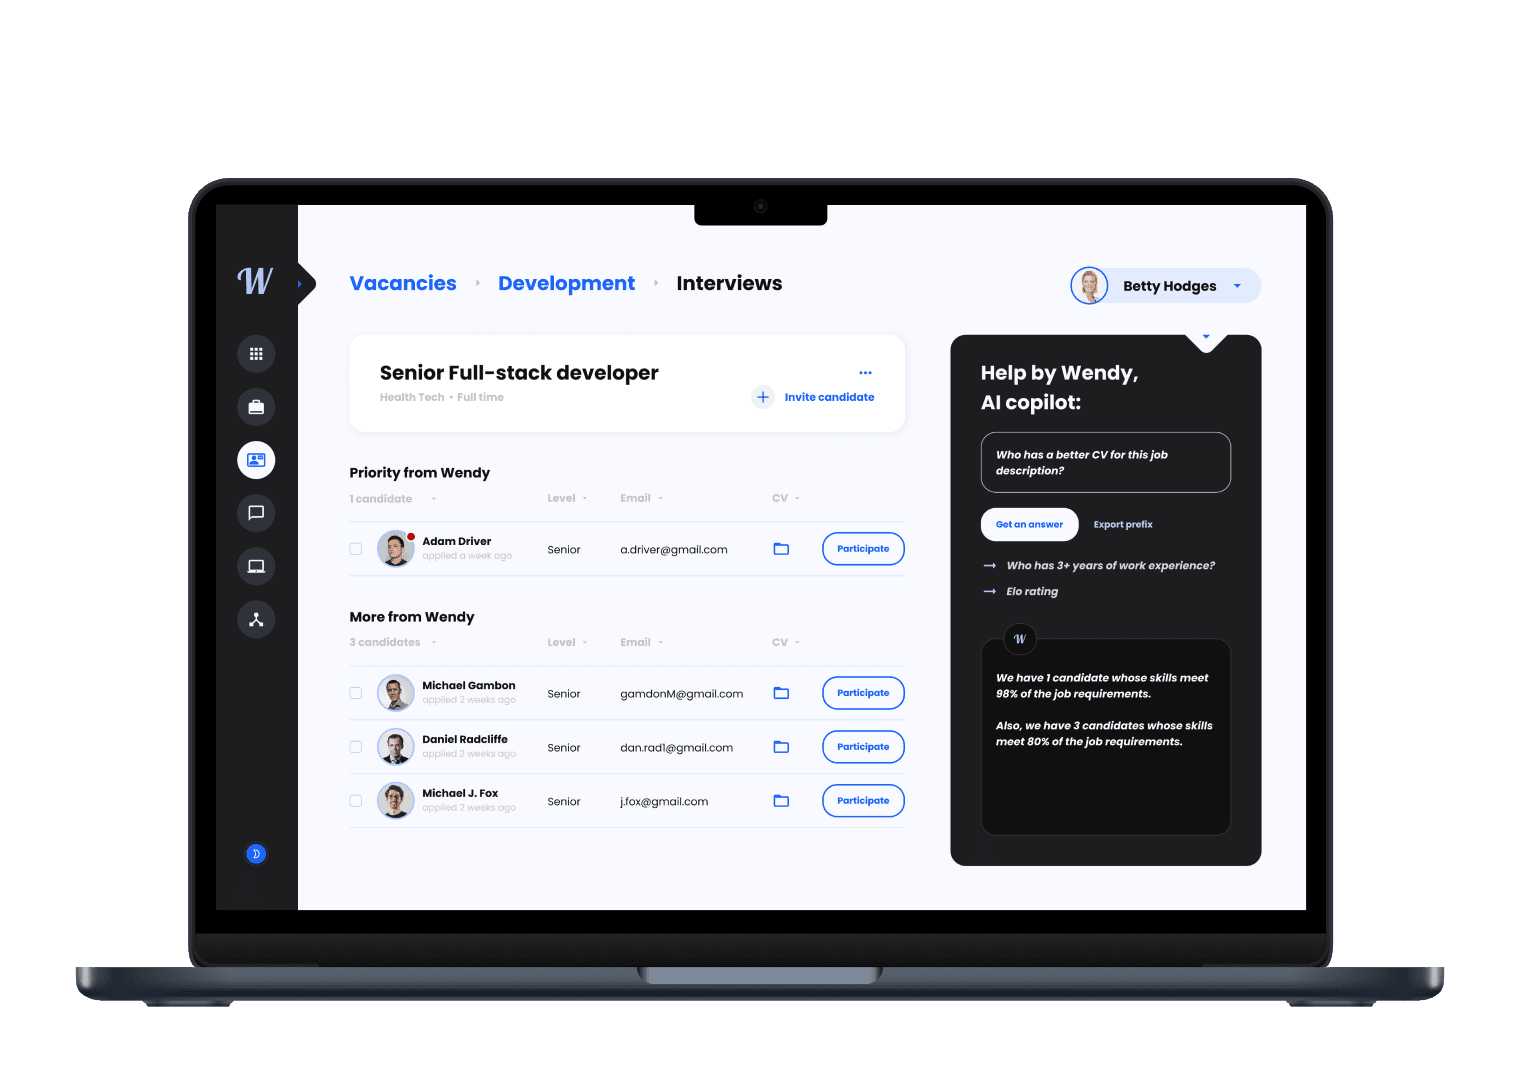 W
Vacancies Development Interviews
Betty Hodges
Senior Full-stack developer
Health Tech • Full time
Invite candidate
Priority from Wendy
1 candidate Level Email CV
Adam Driver
applied a week ago
Senior a.driver@gmail.com Participate
More from Wendy
3 candidates Level Email CV
Michael Gambon
applied 2 weeks ago
Senior gamdonM@gmail.com Participate
Daniel Radcliffe
applied 2 weeks ago
Senior dan.rad1@gmail.com Participate
Michael J. Fox
applied 2 weeks ago
Senior j.fox@gmail.com Participate
Help by Wendy,
AI copilot:
Who has a better CV for this job
description?
Get an answer Export prefix
Who has 3+ years of work experience?
Elo rating
W
We have 1 candidate whose skills meet
98% of the job requirements.
Also, we have 3 candidates whose skills
meet 80% of the job requirements.